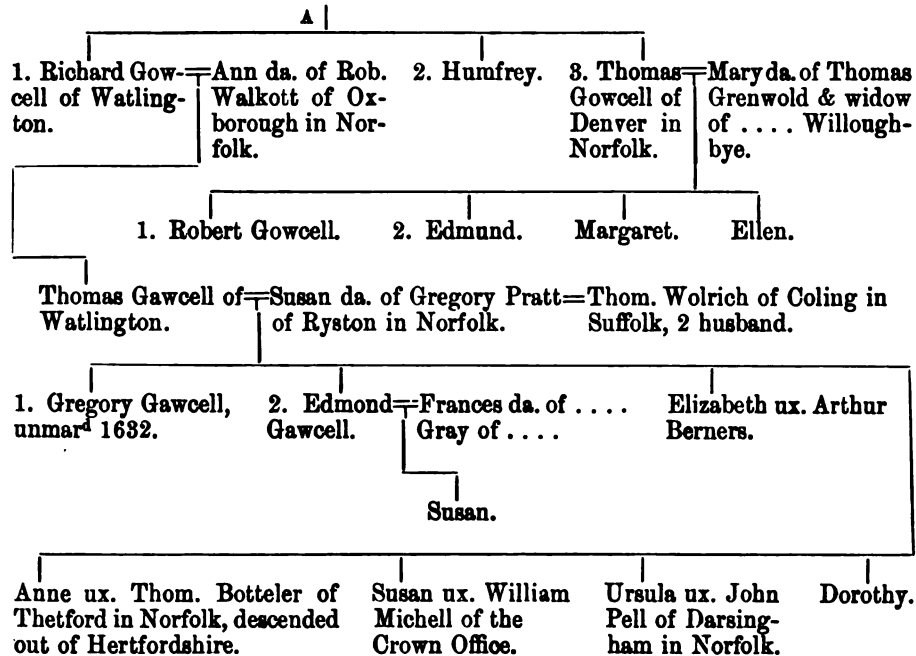 A
1. Richard Gow-
cell of Watling-
ton.
Ann da. of Rob.
Walkott of Ox-
borough in Nor-
folk.
2. Humfrey.
3. Thomas
Gowcell of
Denver in
Norfolk.
Mary da. of Thomas
Grenwold & widow
of .... Willough-
bye.
1. Robert Gowcell.
2. Edmund.
Margaret.
Ellen.
Thomas Gawcell of
Watlington.
Susan da. of Gregory Pratt
of Ryston in Norfolk.
Thom. Wolrich of Coling in
Suffolk, 2 husband.
1. Gregory Gawcell,
unmarᵈ 1632.
2. Edmond
Gawcell.
Frances da. of ....
Gray of ....
Elizabeth ux. Arthur
Berners.
Susan.
Anne ux. Thom. Botteler of
Thetford in Norfolk, descended
out of Hertfordshire.
Susan ux. William
Michell of the
Crown Office.
Ursula ux. John
Pell of Darsing-
ham in Norfolk.
Dorothy.